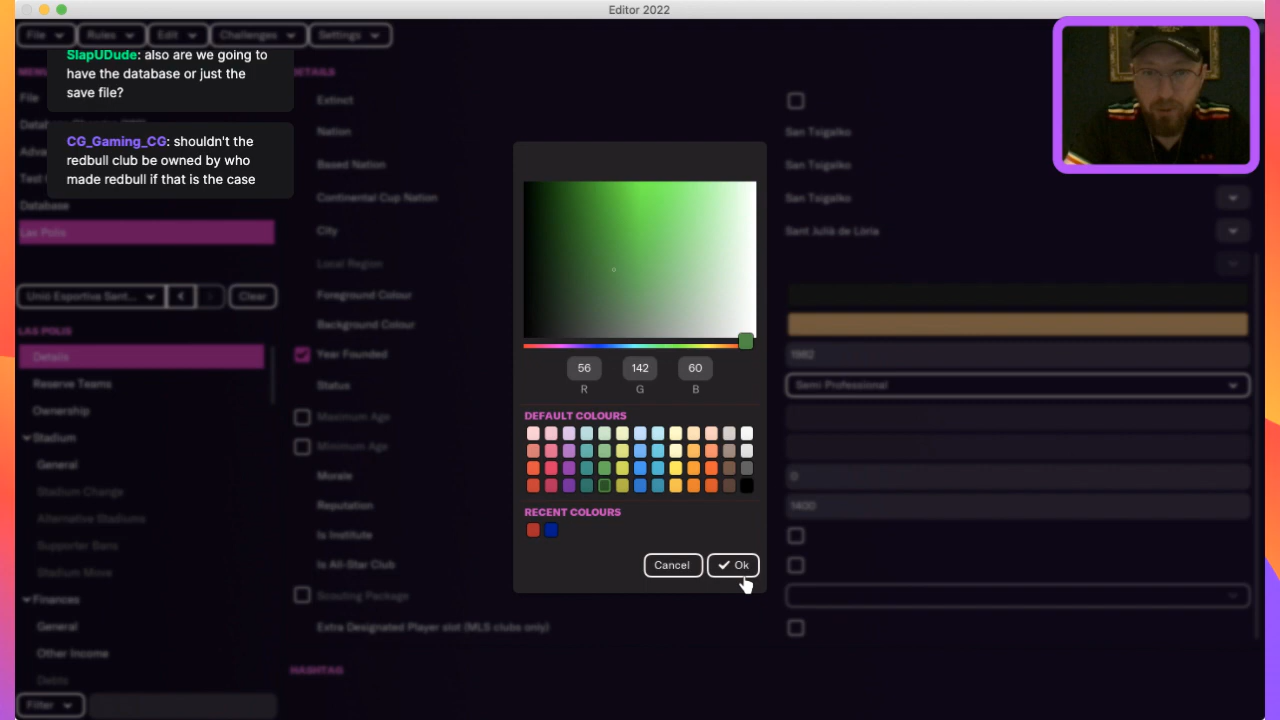 Editor 2022
File
Rules
Edit
Challenges
Settings
SlapUDude: also are we going to
have the database or just the
save file?
CG_Gaming_CG: shouldn't the
redbull club be owned by who
made redbull if that is the case
File
Database
Las Polis
Unió Esportiva Sant...
Clear
LAS POLIS
Details
Reserve Teams
Ownership
Stadium
General
Stadium Change
Alternative Stadiums
Supporter Bans
Stadium Move
Finances
General
Other Income
Debts
Filter
DETAILS
Extinct
Nation
San Tsigalko
Based Nation
San Tsigalko
Continental Cup Nation
San Tsigalko
City
Sant Julià de Lòria
Local Region
Foreground Colour
Background Colour
Year Founded
1982
Status
Semi Professional
Maximum Age
Minimum Age
Morale
0
Reputation
1400
Is Institute
Is All-Star Club
Scouting Package
Extra Designated Player slot (MLS clubs only)
HASHTAG
56
142
60
R
G
B
DEFAULT COLOURS
RECENT COLOURS
Cancel
Ok